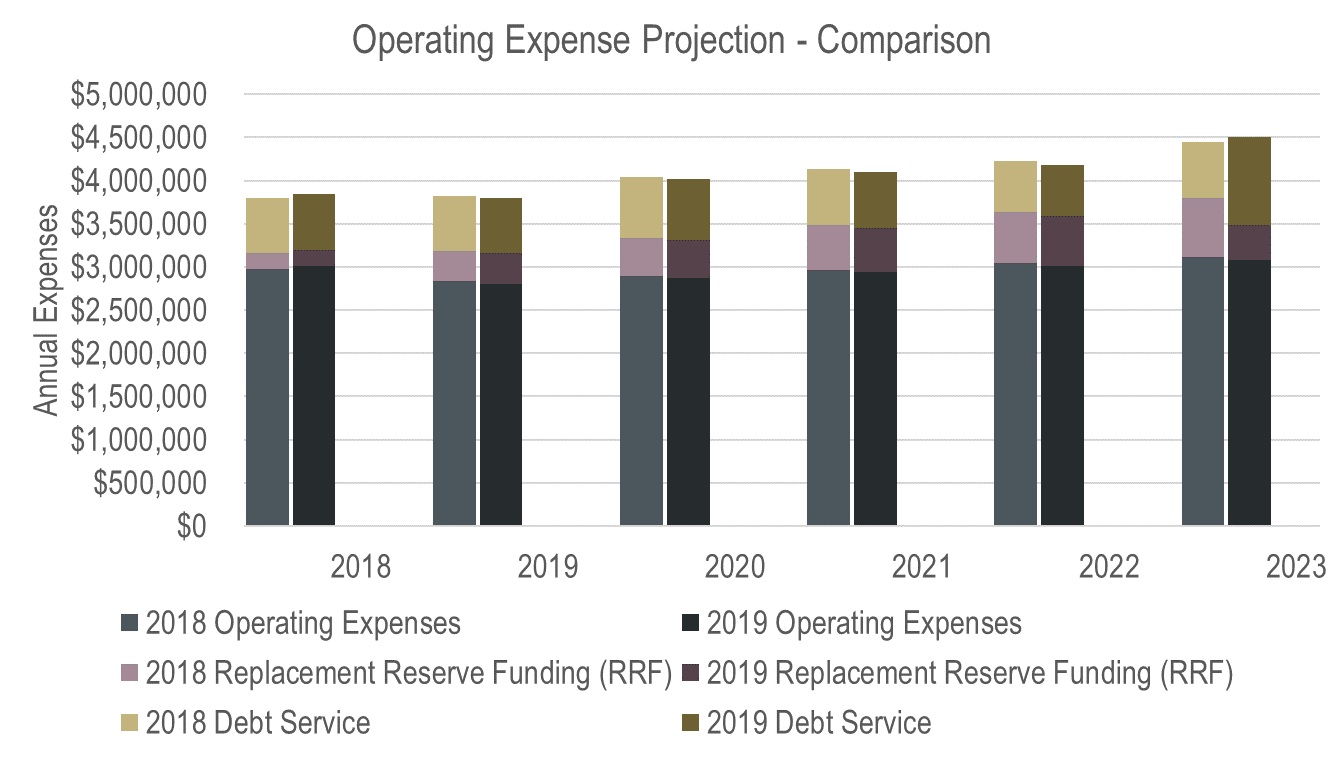 Operating Expense Projection - Comparison
$5,000,000
$4,500,000
$4,000,000
$3,500,000
$3,000,000
$2,500,000
$2,000,000
$1,500,000
$1,000,000
$500,000
$0
Annual Expenses
2018 2019 2020 2021 2022 2023
2018 Operating Expenses 2019 Operating Expenses
2018 Replacement Reserve Funding (RRF) 2019 Replacement Reserve Funding (RRF)
2018 Debt Service 2019 Debt Service